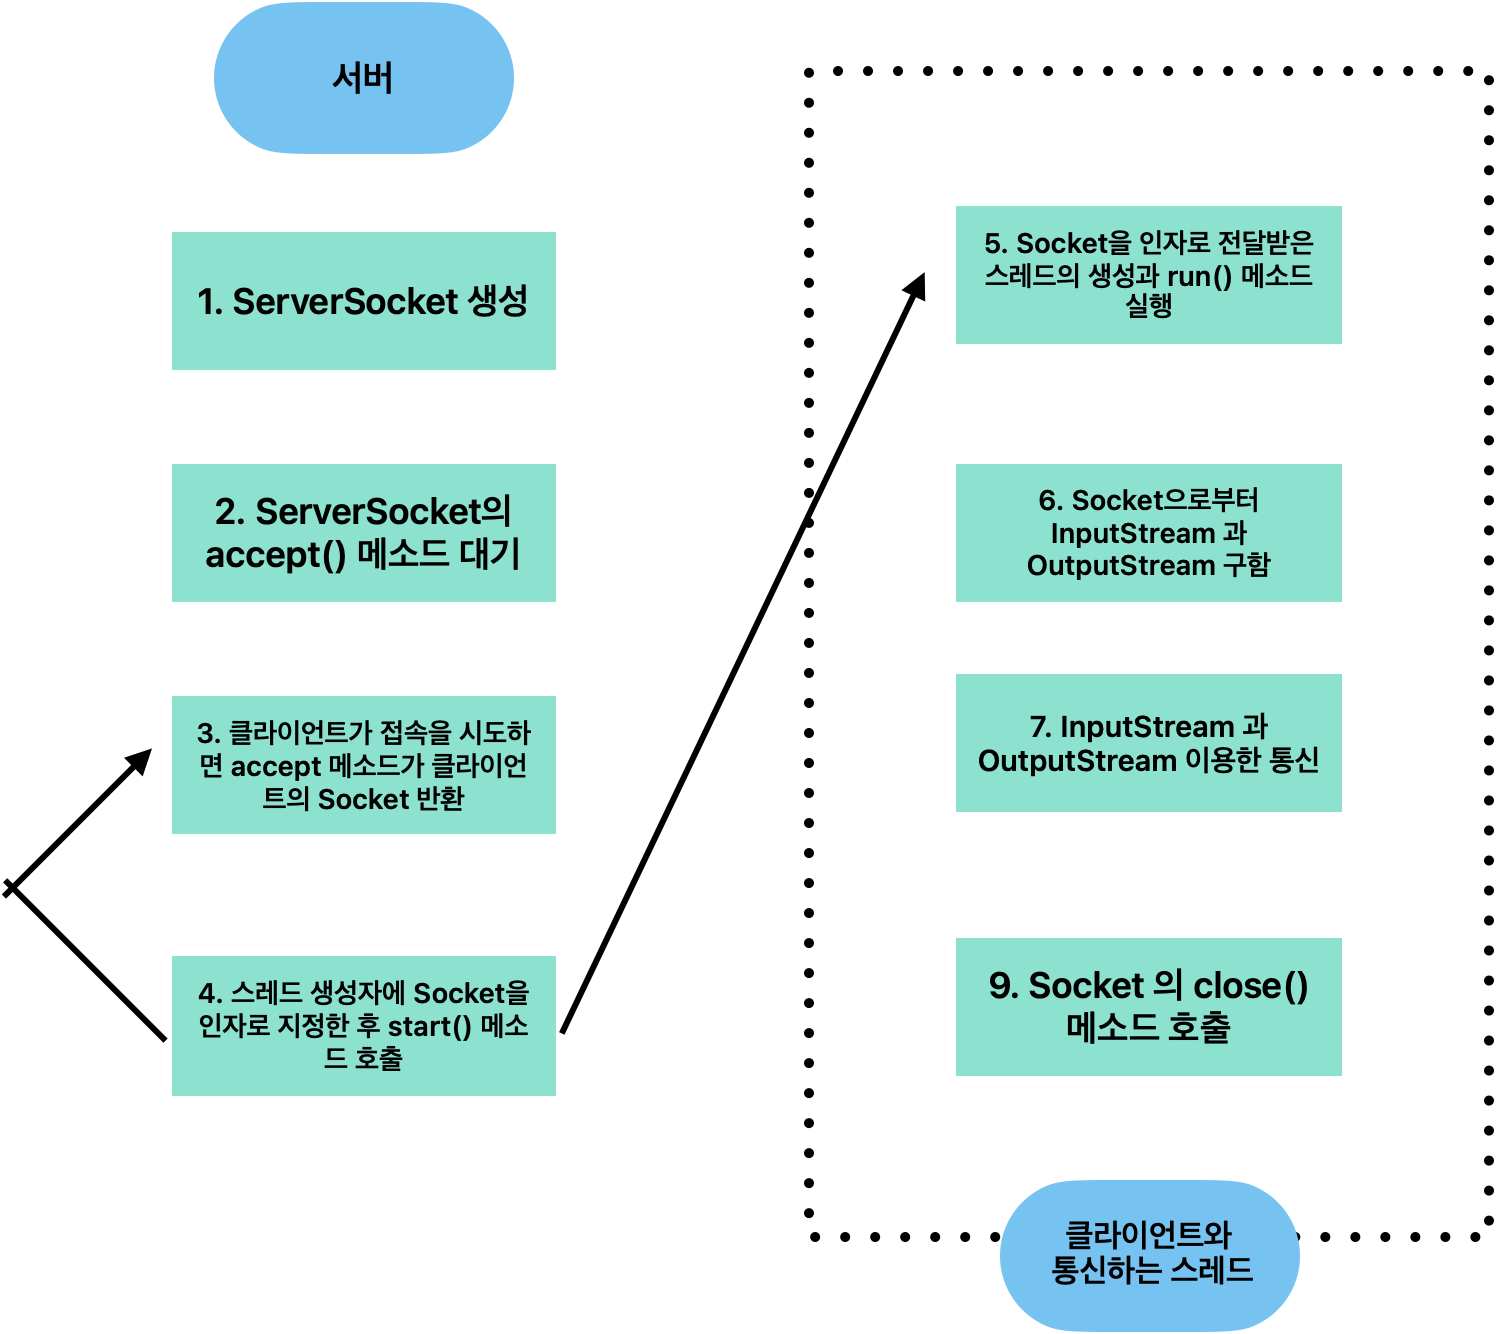 서버
1. ServerSocket 생성
2. ServerSocket의
accept() 메소드 대기
3. 클라이언트가 접속을 시도하
면 accept 메소드가 클라이언
트의 Socket 반환
4. 스레드 생성자에 Socket을
인자로 지정한 후 start() 메소
드 호출
5. Socket을 인자로 전달받은
스레드의 생성과 run() 메소드
실행
6. Socket으로부터
InputStream 과
OutputStream 구함
7. InputStream 과
OutputStream 이용한 통신
9. Socket 의 close()
메소드 호출
클라이언트와
통신하는 스레드